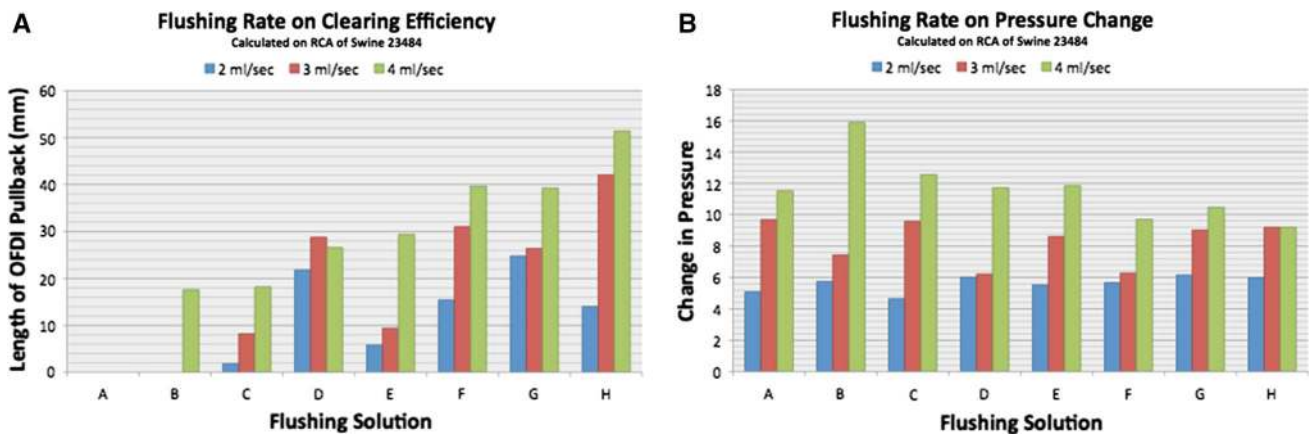 A
Flushing Rate on Clearing Efficiency
Calculated on RCA of Swine 23484
2 ml/sec 3 ml/sec 4 ml/sec
Length of OFDI Pullback (mm)
60
50
40
30
20
10
0
A B C D E F G H
Flushing Solution
B
Flushing Rate on Pressure Change
Calculated on RCA of Swine 23484
2 ml/sec 3 ml/sec 4 ml/sec
Change in Pressure
18
16
14
12
10
8
6
4
2
0
A B C D E F G H
Flushing Solution